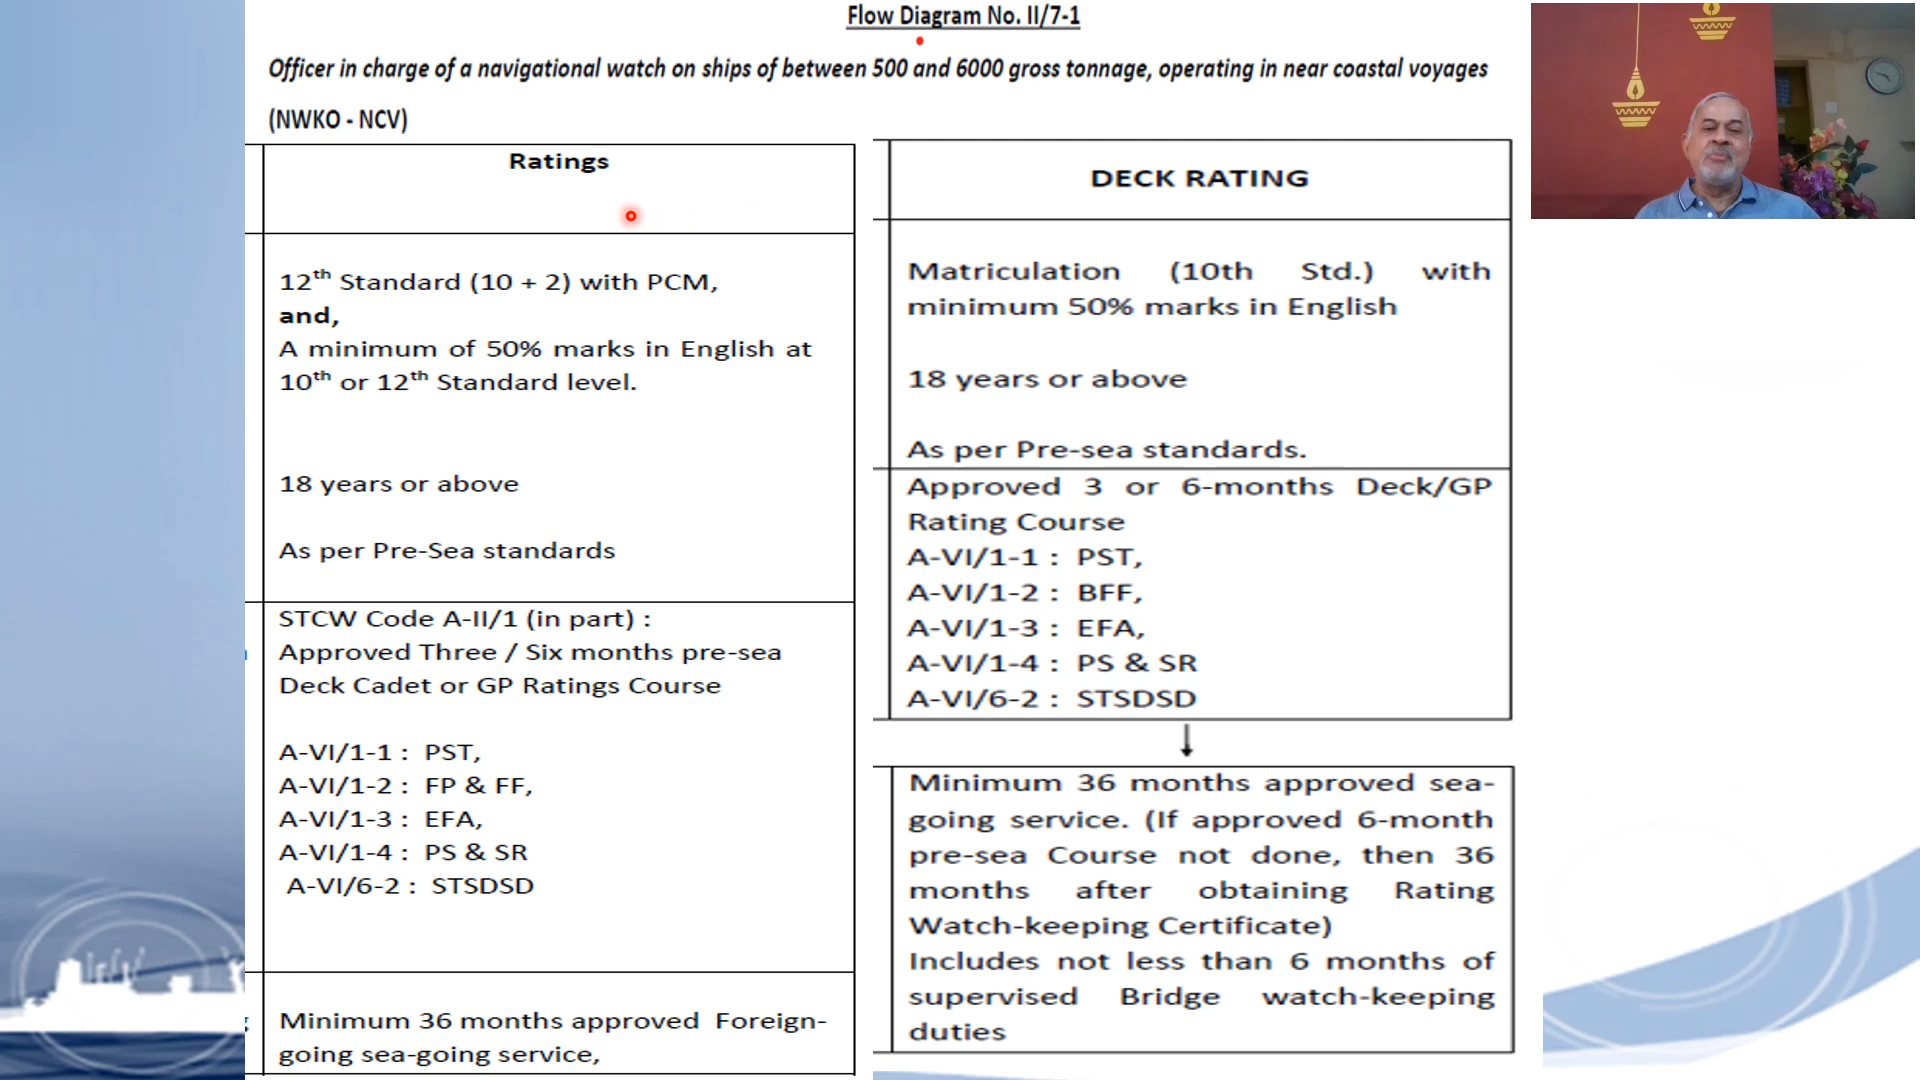 Flow Diagram No. II/7-1
Officer in charge of a navigational watch on ships of between 500 and 6000 gross tonnage, operating in near coastal voyages
(NWKO - NCV)
Ratings
12th Standard (10 + 2) with PCM,
and,
A minimum of 50% marks in English at
10th or 12th Standard level.
18 years or above
As per Pre-Sea standards
STCW Code A-II/1 (in part) :
Approved Three / Six months pre-sea
Deck Cadet or GP Ratings Course
A-VI/1-1 : PST,
A-VI/1-2 : FP & FF,
A-VI/1-3 : EFA,
A-VI/1-4 : PS & SR
A-VI/6-2 : STSDSD
Minimum 36 months approved Foreign-
going sea-going service,
DECK RATING
Matriculation (10th Std.) with
minimum 50% marks in English
18 years or above
As per Pre-sea standards.
Approved 3 or 6-months Deck/GP
Rating Course
A-VI/1-1 : PST,
A-VI/1-2 : BFF,
A-VI/1-3 : EFA,
A-VI/1-4 : PS & SR
A-VI/6-2 : STSDSD
Minimum 36 months approved sea-
going service. (If approved 6-month
pre-sea Course not done, then 36
months after obtaining Rating
Watch-keeping Certificate)
Includes not less than 6 months of
supervised Bridge watch-keeping
duties